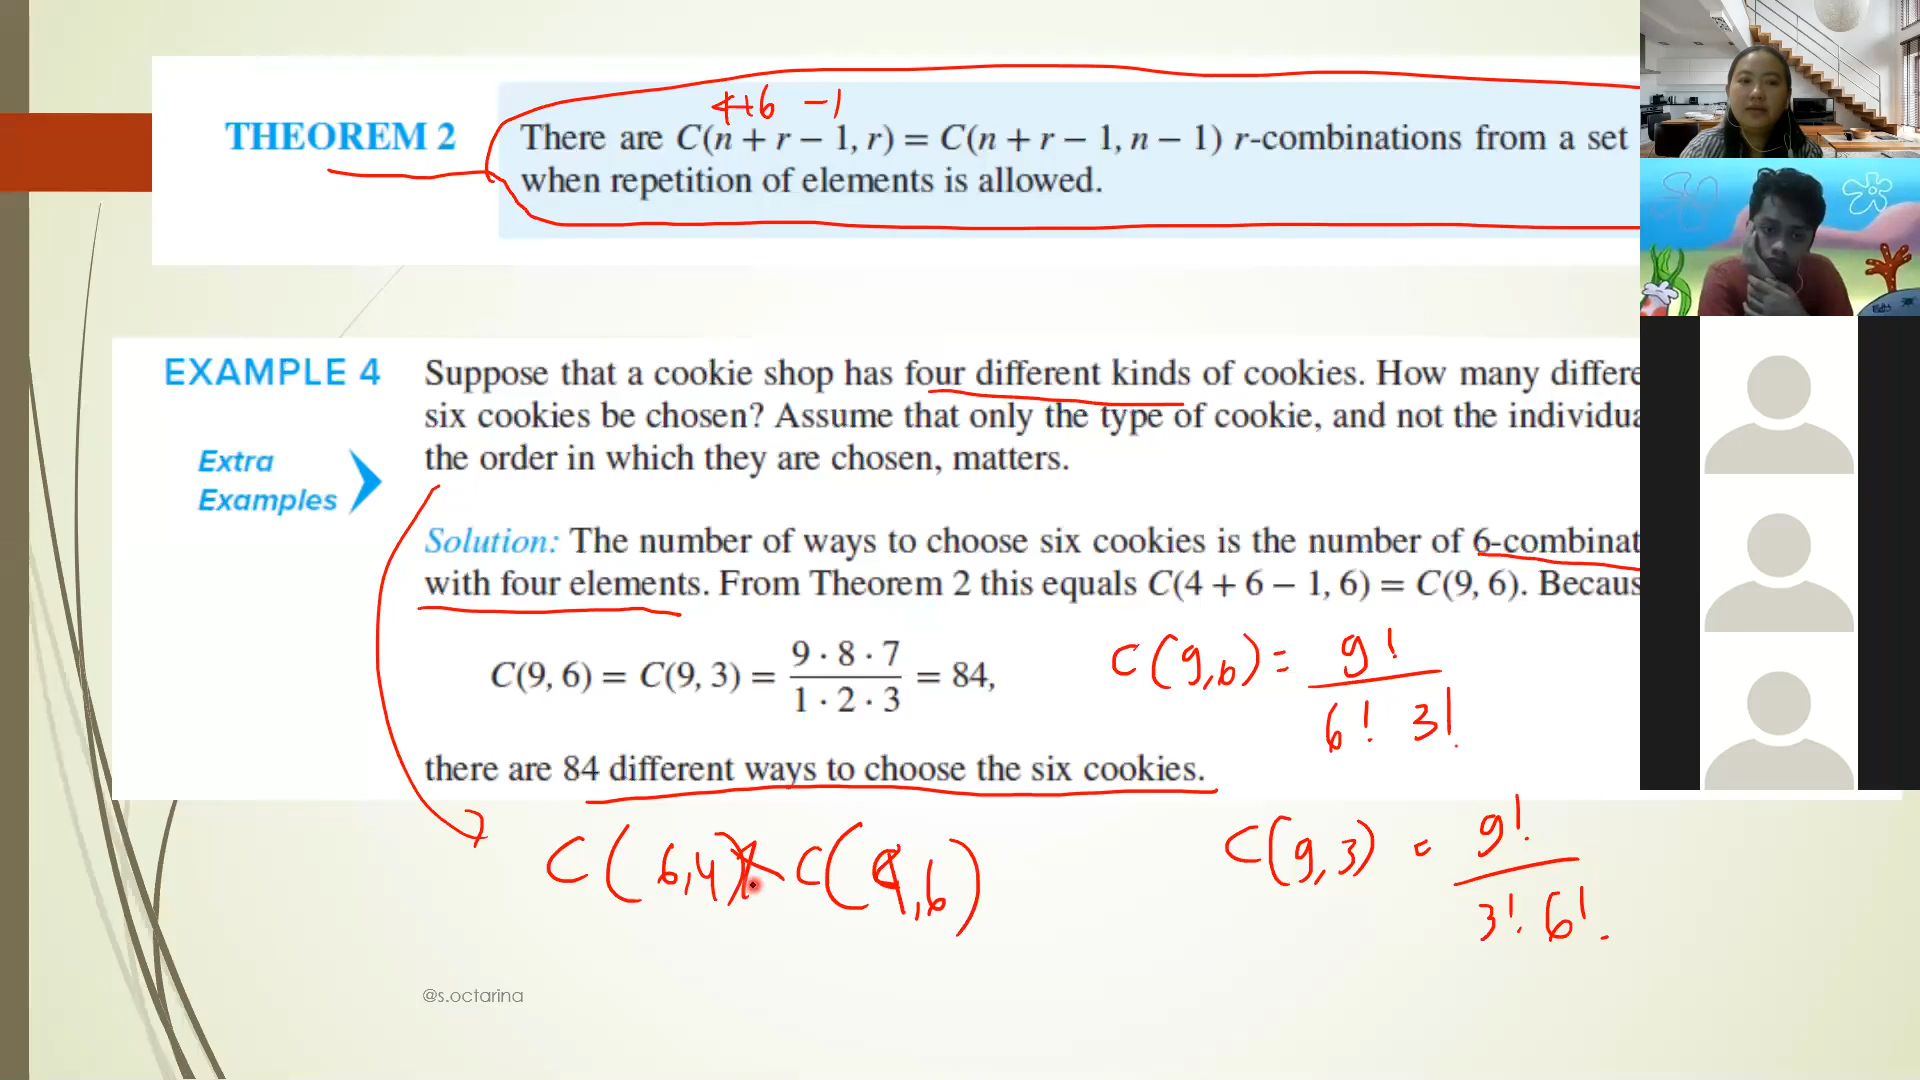 4+6 -1
THEOREM 2 There are C(n + r − 1, r) = C(n + r − 1, n − 1) r-combinations from a set
when repetition of elements is allowed.
EXAMPLE 4 Suppose that a cookie shop has four different kinds of cookies. How many differe
six cookies be chosen? Assume that only the type of cookie, and not the individua
the order in which they are chosen, matters.
Extra
Examples
Solution: The number of ways to choose six cookies is the number of 6-combinat
with four elements. From Theorem 2 this equals C(4 + 6 − 1, 6) = C(9, 6). Becaus
C(9, 6) = C(9, 3) = 9 · 8 · 7 / 1 · 2 · 3 = 84,
C(9,6) = 9! / 6! 3!
there are 84 different ways to choose the six cookies.
C(6,4) C( ,6)
C(9,3) = 9! / 3! 6!
@s.octarina